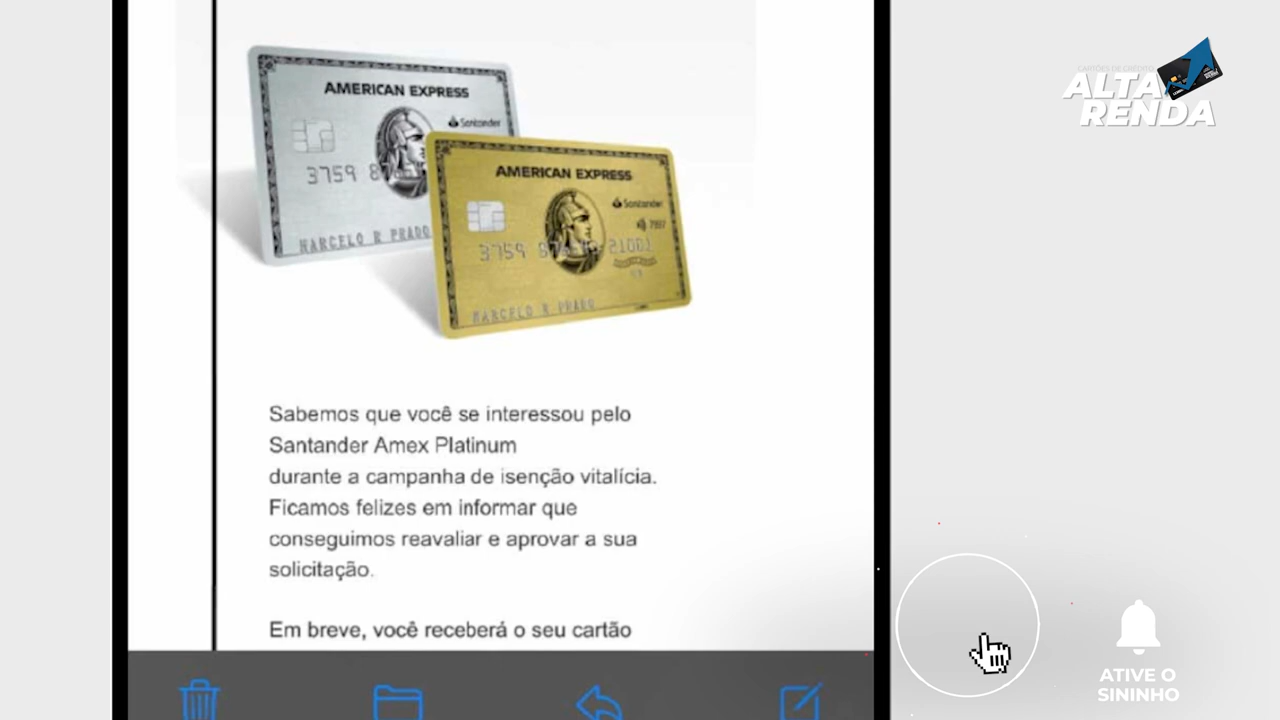 CARTÕES DE CRÉDITO
ALTA
RENDA
AMERICAN EXPRESS
Santander
3759
MARCELO R PRADO
AMERICAN EXPRESS
Santander
3759 21001
MARCELO R PRADO
Sabemos que você se interessou pelo
Santander Amex Platinum
durante a campanha de isenção vitalícia.
Ficamos felizes em informar que
conseguimos reavaliar e aprovar a sua
solicitação.
Em breve, você receberá o seu cartão
ATIVE O
SININHO